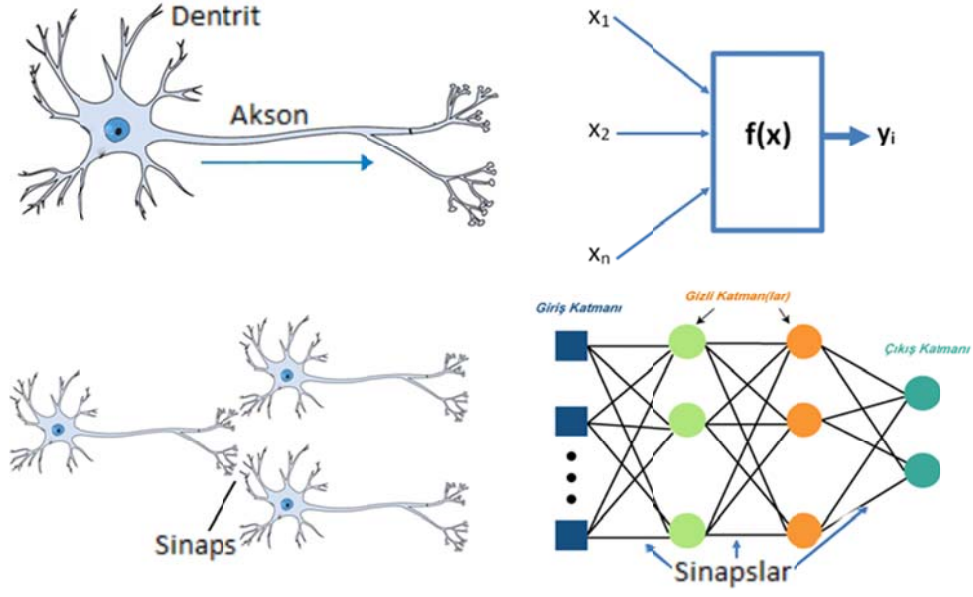 Dentrit
Akson
x1
x2
xn
f(x)
yi
Sinaps
Giriş Katmanı
Gizli Katman(lar)
Çıkış Katmanı
Sinapslar